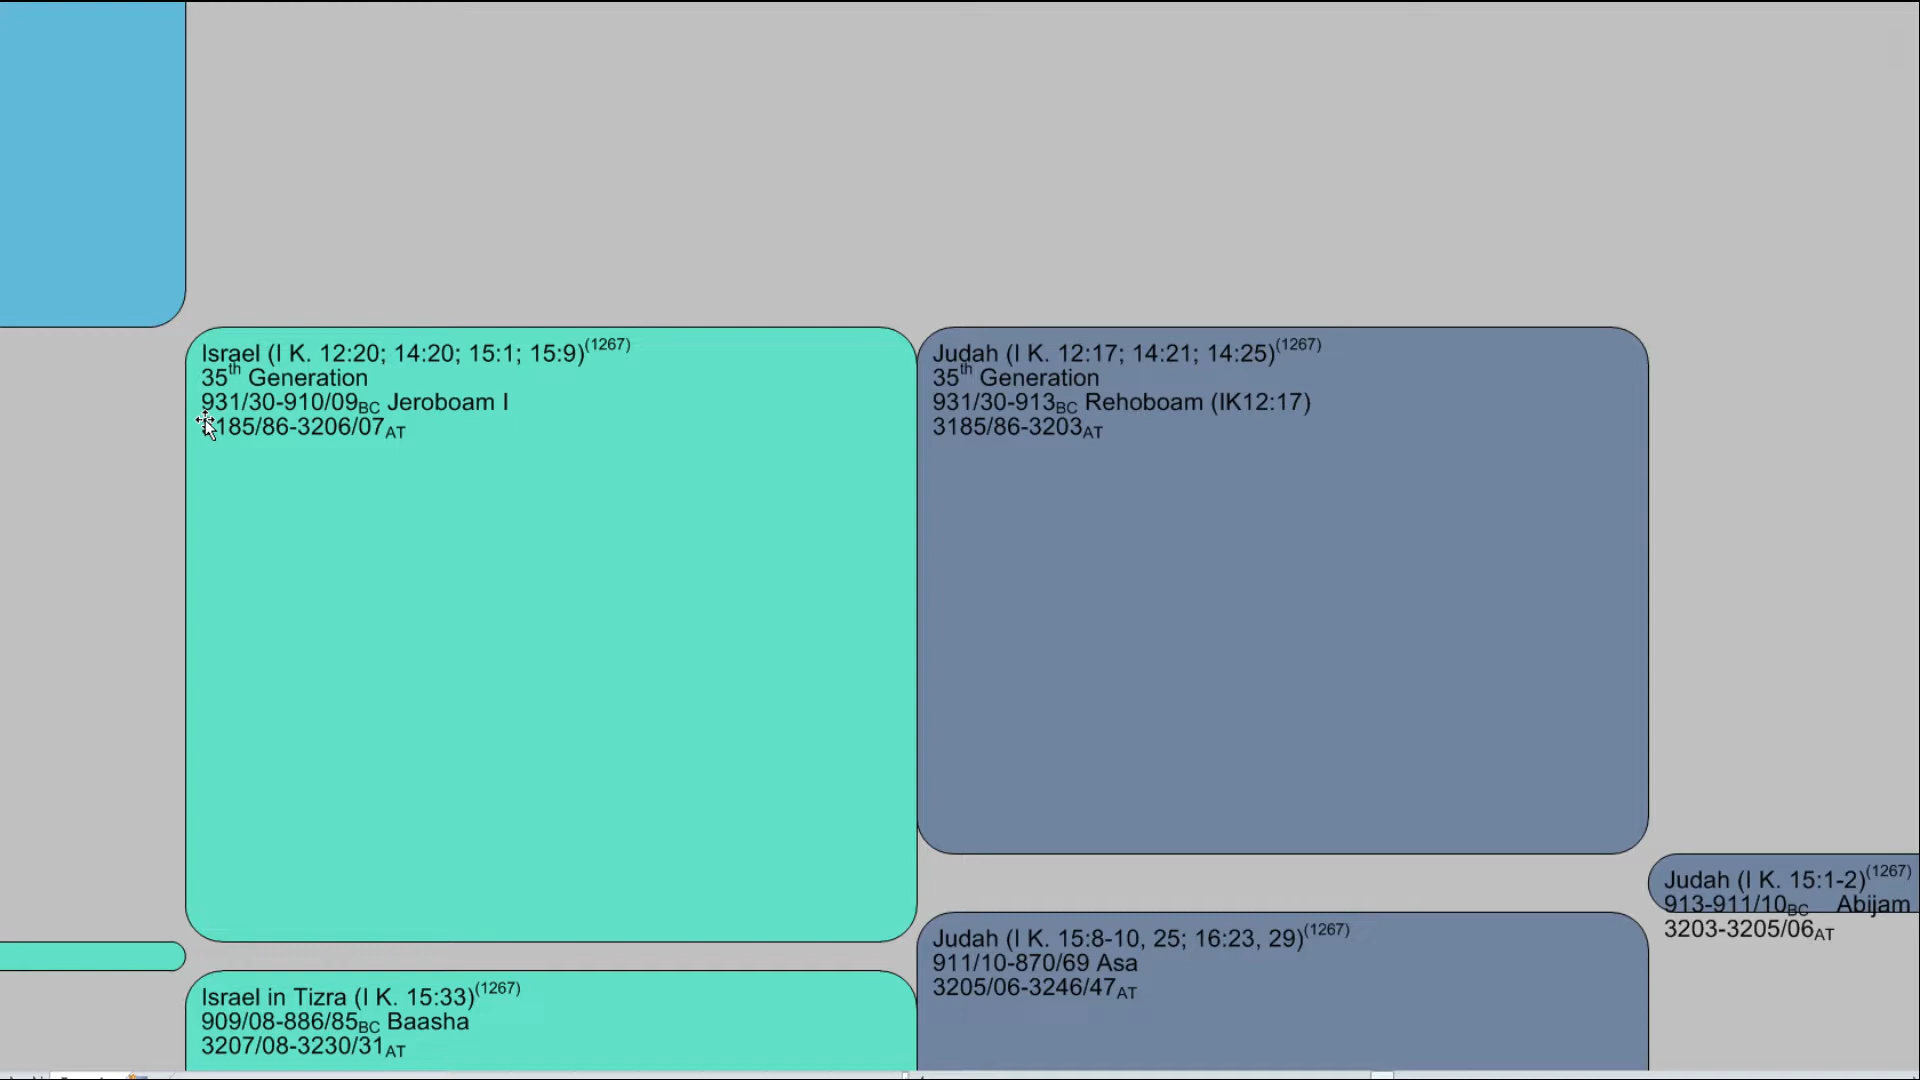 Israel (I K. 12:20; 14:20; 15:1; 15:9)(1267)
35th Generation
931/30-910/09BC Jeroboam I
3185/86-3206/07AT
Judah (I K. 12:17; 14:21; 14:25)(1267)
35th Generation
931/30-913BC Rehoboam (IK12:17)
3185/86-3203AT
Judah (I K. 15:1-2)(1267)
913-911/10BC Abijam
3203-3205/06AT
Judah (I K. 15:8-10, 25; 16:23, 29)(1267)
911/10-870/69 Asa
3205/06-3246/47AT
Israel in Tizra (I K. 15:33)(1267)
909/08-886/85BC Baasha
3207/08-3230/31AT